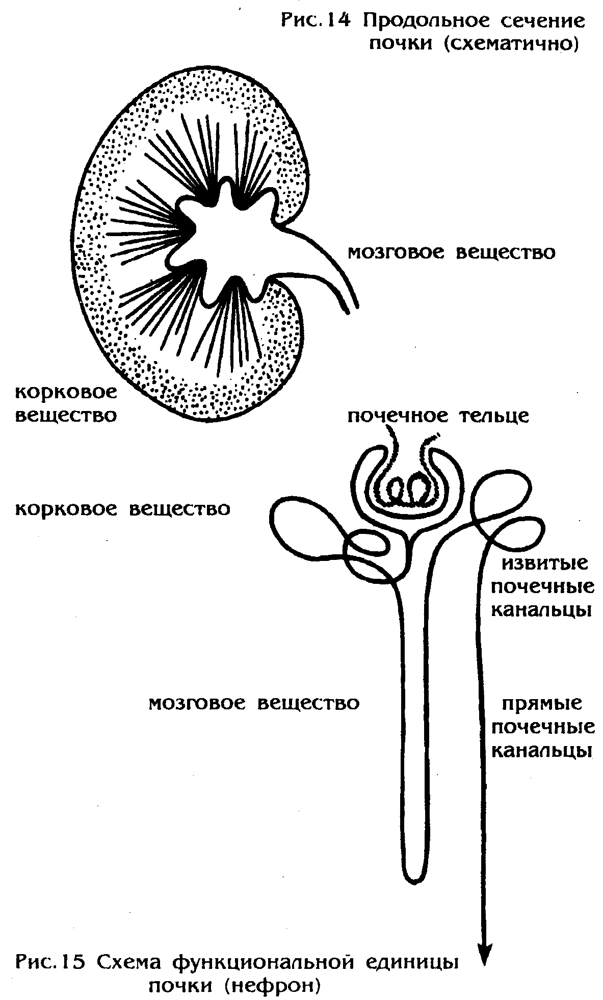 Рис. 14 Продольное сечение
почки (схематично)
мозговое вещество
корковое
вещество
почечное тельце
корковое вещество
извитые
почечные
канальцы
мозговое вещество
прямые
почечные
канальцы
Рис. 15 Схема функциональной единицы
почки (нефрон)